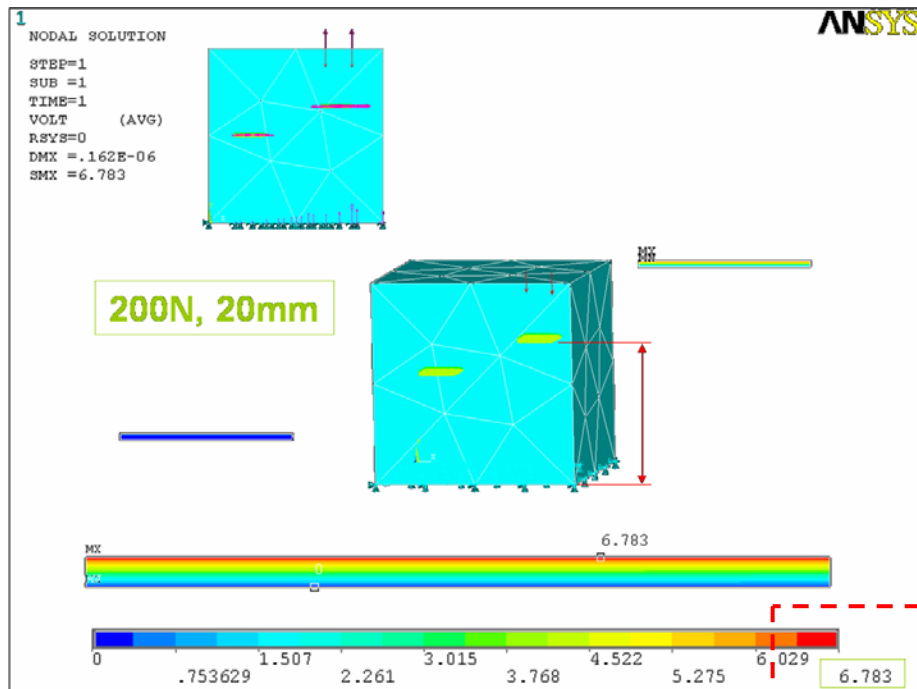 1
ANSYS
NODAL SOLUTION
STEP=1
SUB =1
TIME=1
VOLT (AVG)
RSYS=0
DMX =.162E-06
SMX =6.783
MX
200N, 20mm
6.783
MX
0
0 1.507 3.015 4.522 6.029
.753629 2.261 3.768 5.275 6.783